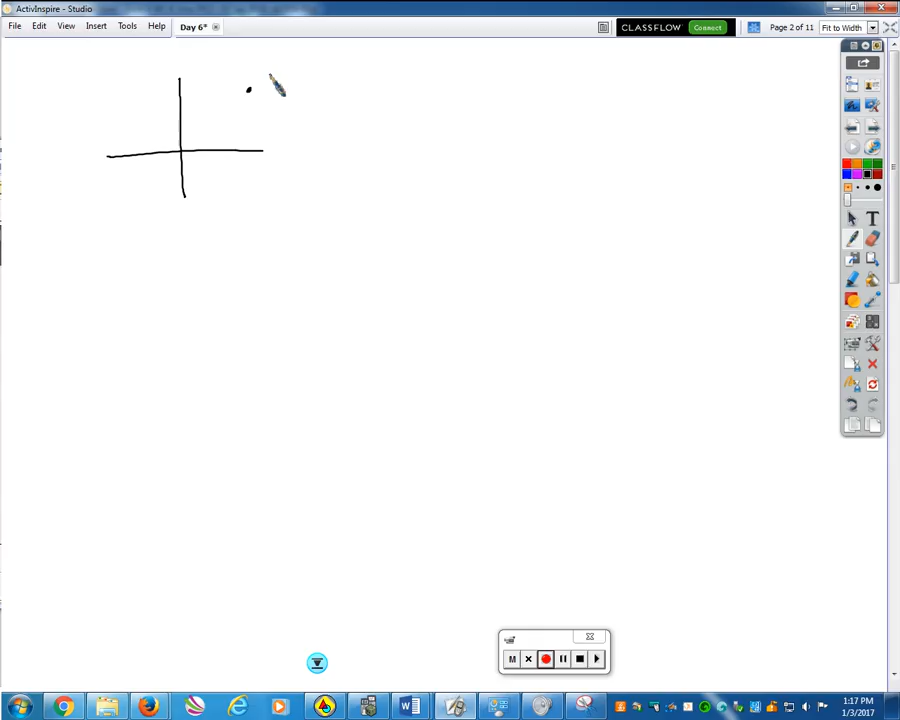 ActivInspire - Studio
File Edit View Insert Tools Help CLASSFLOW Connect Page 2 of 11 Fit to Width
Day 6*
T
M
W
1:17 PM
1/3/2017